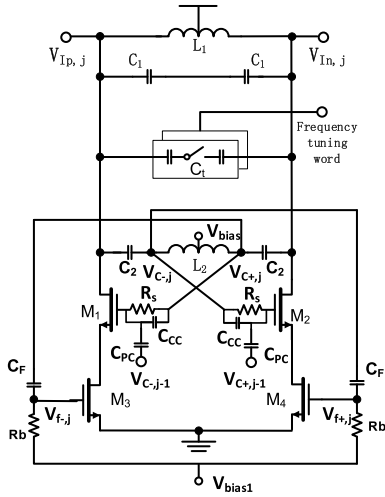 L1
VIp, j
VIn, j
C1
C1
Frequency
tuning
word
Ct
Vbias
C2
L2
C2
VC-,j
VC+,j
Rs
Rs
M1
M2
CCC
CCC
CPC
CPC
CF
CF
VC-,j-1
VC+,j-1
M3
M4
Vf-,j
Vf+,j
Rb
Rb
Vbias1